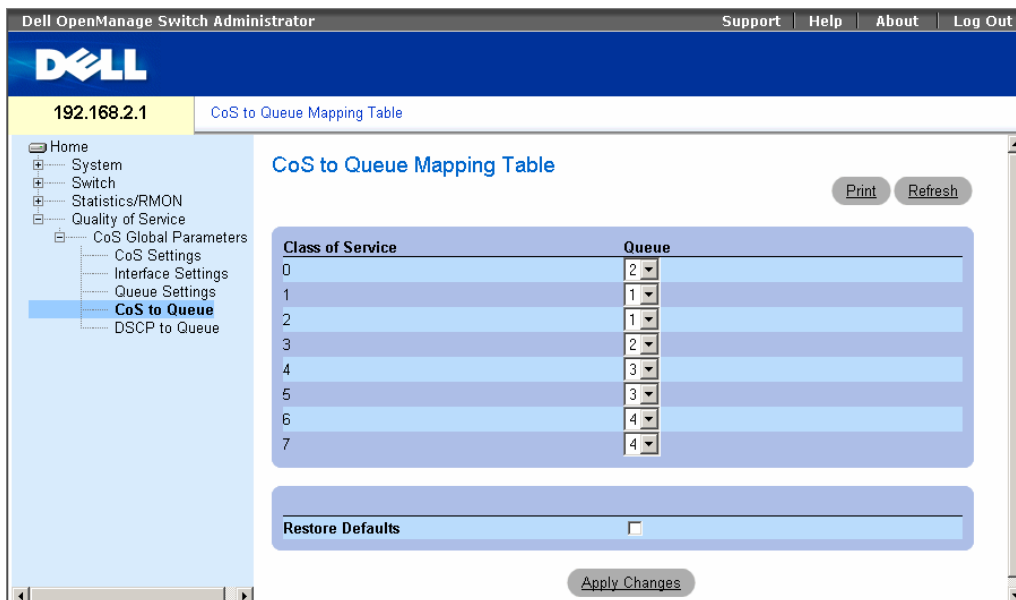 Dell OpenManage Switch Administrator Support Help About Log Out
DELL
192.168.2.1 CoS to Queue Mapping Table
Home
System
Switch
Statistics/RMON
Quality of Service
CoS Global Parameters
CoS Settings
Interface Settings
Queue Settings
CoS to Queue
DSCP to Queue
CoS to Queue Mapping Table
Print Refresh
Class of Service Queue
0 2
1 1
2 1
3 2
4 3
5 3
6 4
7 4
Restore Defaults
Apply Changes